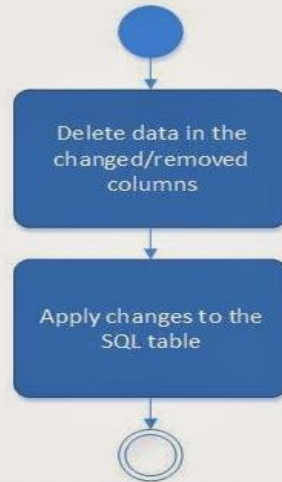 Delete data in the
changed/removed
columns
Apply changes to the
SQL table